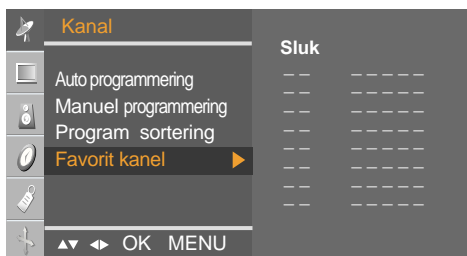 Kanal
Auto programmering
Manuel programmering
Program sortering
Favorit kanel
▲▼ ◀▶ OK MENU
Sluk
– – – – – – –
– – – – – – –
– – – – – – –
– – – – – – –
– – – – – – –
– – – – – – –
– – – – – – –
– – – – – – –